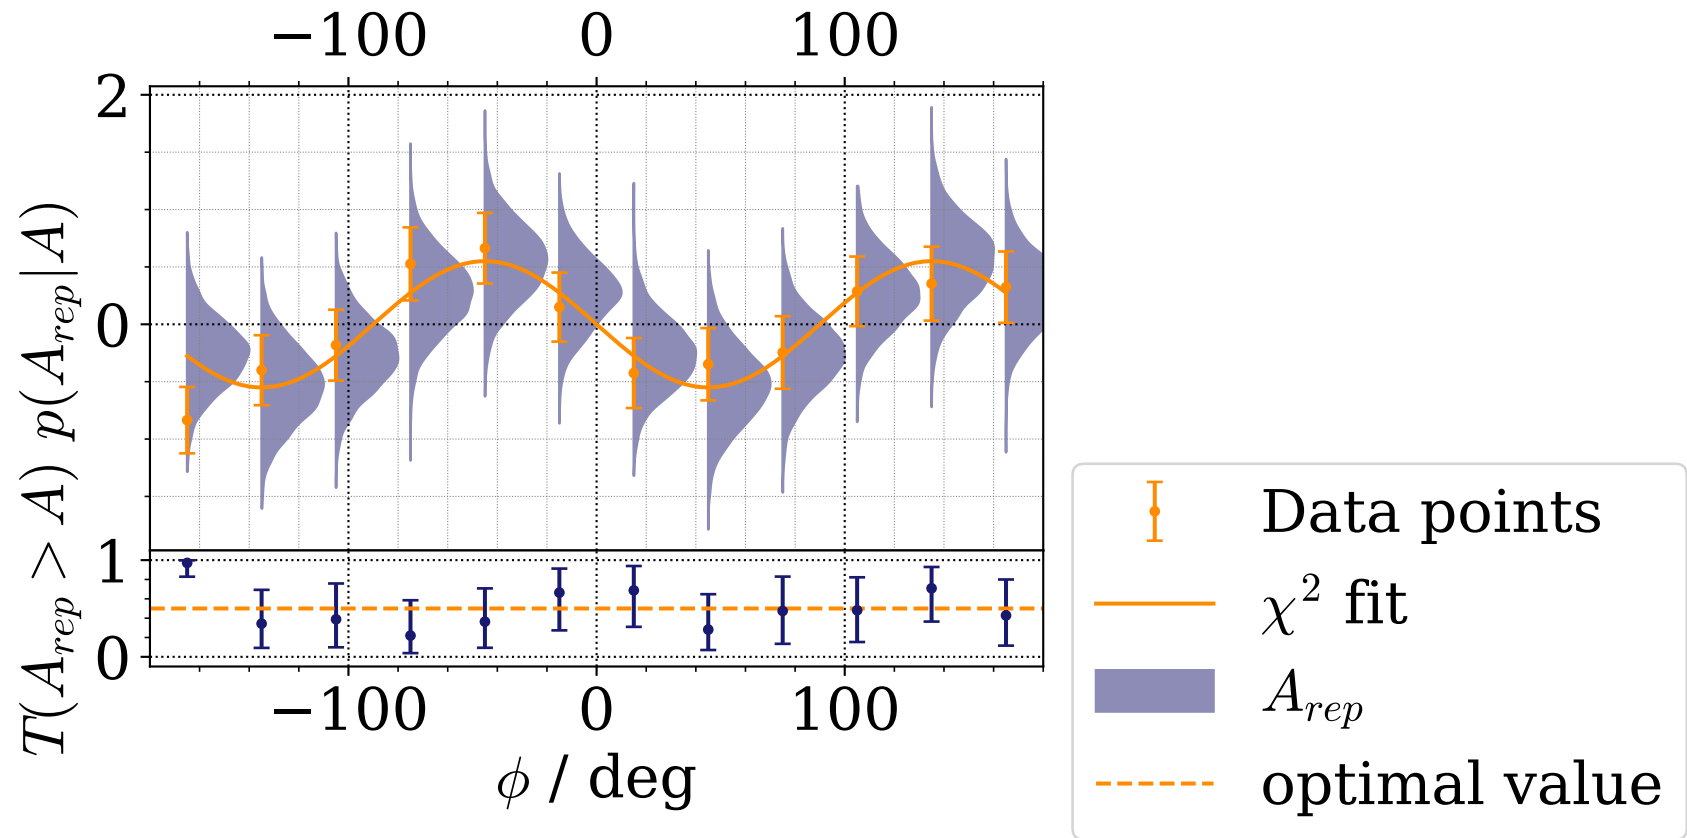 −100 0 100
2
0
1
0
T(A_rep > A) p(A_rep|A)
−100 0 100
ϕ / deg
Data points
χ² fit
A_rep
optimal value